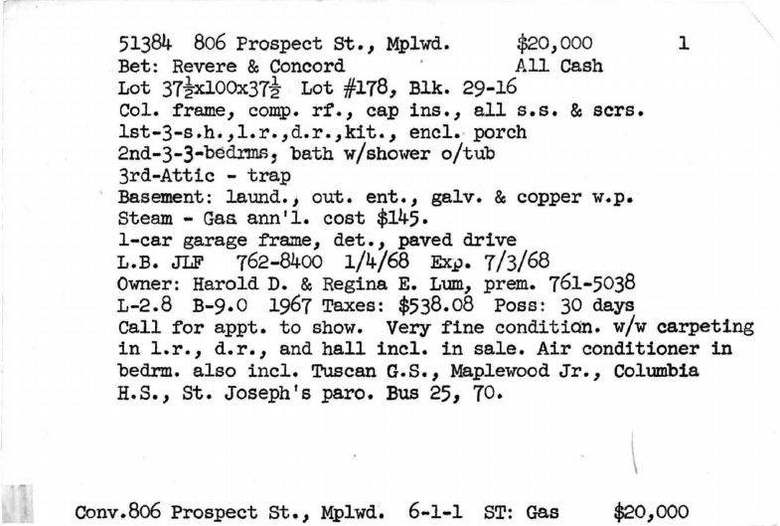 51384 806 Prospect St., Mplwd. $20,000 1
Bet: Revere & Concord All Cash
Lot 37½x100x37½ Lot #178, Blk. 29-16
Col. frame, comp. rf., cap ins., all s.s. & scrs.
1st-3-s.h.,l.r.,d.r.,kit., encl. porch
2nd-3-3-bedrms, bath w/shower o/tub
3rd-Attic - trap
Basement: laund., out. ent., galv. & copper w.p.
Steam - Gas ann'l. cost $145.
1-car garage frame, det., paved drive
L.B. JLF 762-8400 1/4/68 Exp. 7/3/68
Owner: Harold D. & Regina E. Lum, prem. 761-5038
L-2.8 B-9.0 1967 Taxes: $538.08 Poss: 30 days
Call for appt. to show. Very fine condition. w/w carpeting
in l.r., d.r., and hall incl. in sale. Air conditioner in
bedrm. also incl. Tuscan G.S., Maplewood Jr., Columbia
H.S., St. Joseph's paro. Bus 25, 70.
Conv.806 Prospect St., Mplwd. 6-1-1 ST: Gas $20,000